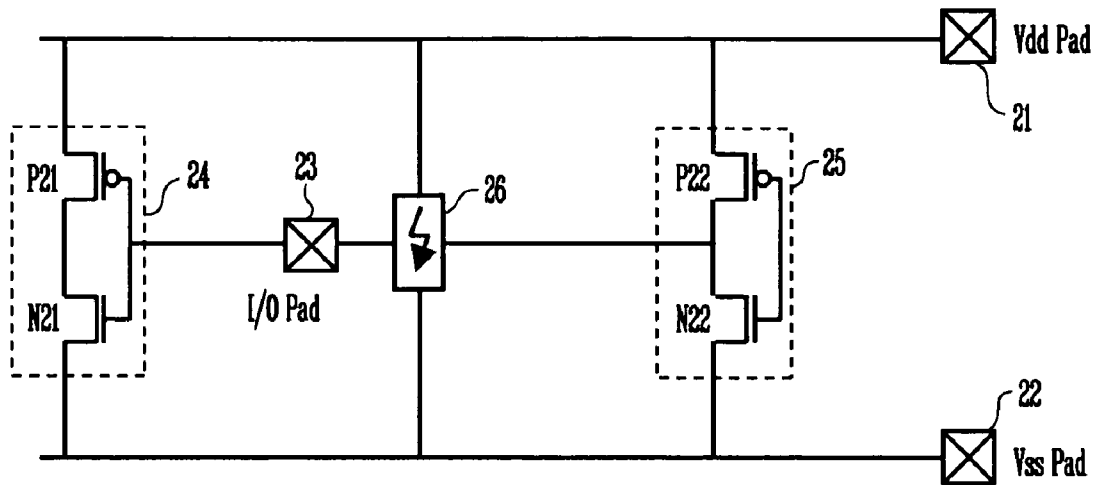 Vdd Pad
21
P21
24
23
26
P22
25
I/O Pad
N21
N22
22
Vss Pad